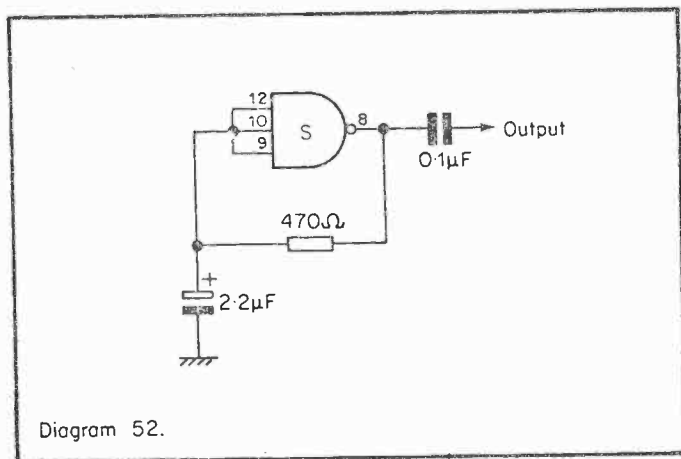 12
10
9
S
8
Output
0·1µF
470Ω
+
2·2µF
Diagram 52.